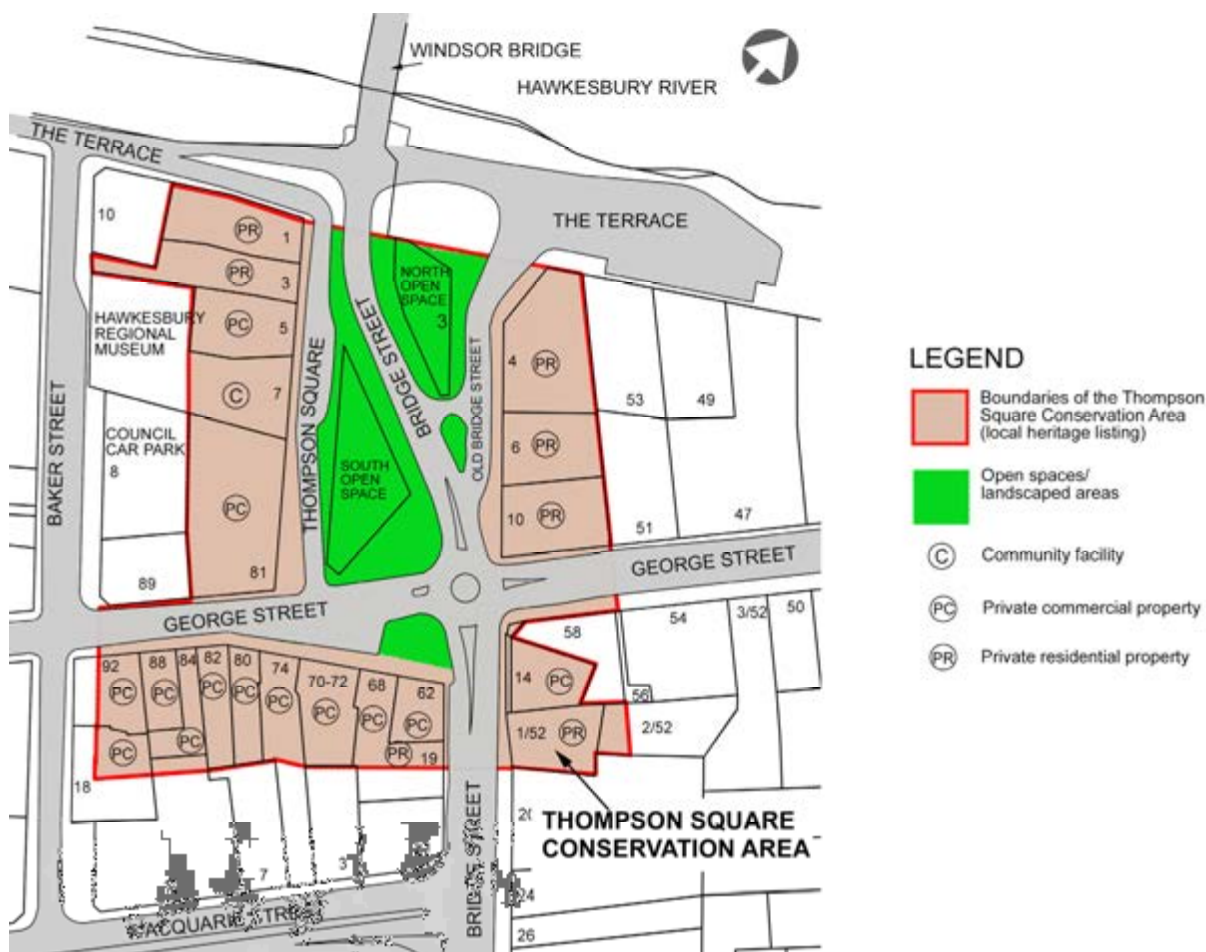 WINDSOR BRIDGE
HAWKESBURY RIVER
THE TERRACE
THE TERRACE
10
PR 1
PR 3
PC 5
C 7
PC
81
HAWKESBURY
REGIONAL
MUSEUM
COUNCIL
CAR PARK
8
89
BAKER STREET
THOMPSON SQUARE
BRIDGE STREET
OLD BRIDGE STREET
NORTH
OPEN
SPACE
3
SOUTH
OPEN
SPACE
4 PR
6 PR
10 PR
53
49
51
47
GEORGE STREET
GEORGE STREET
92 PC
88 PC
84 PC
82 PC
80 PC
74 PC
70-72 PC
68 PC
62 PC
PC
PR 19
18
58
54
3/52
50
56
14 PC
1/52 PR
2/52
THOMPSON SQUARE
CONSERVATION AREA
BRIDGE STREET
7
3
24
26
LEGEND
Boundaries of the Thompson
Square Conservation Area
(local heritage listing)
Open spaces/
landscaped areas
C Community facility
PC Private commercial property
PR Private residential property